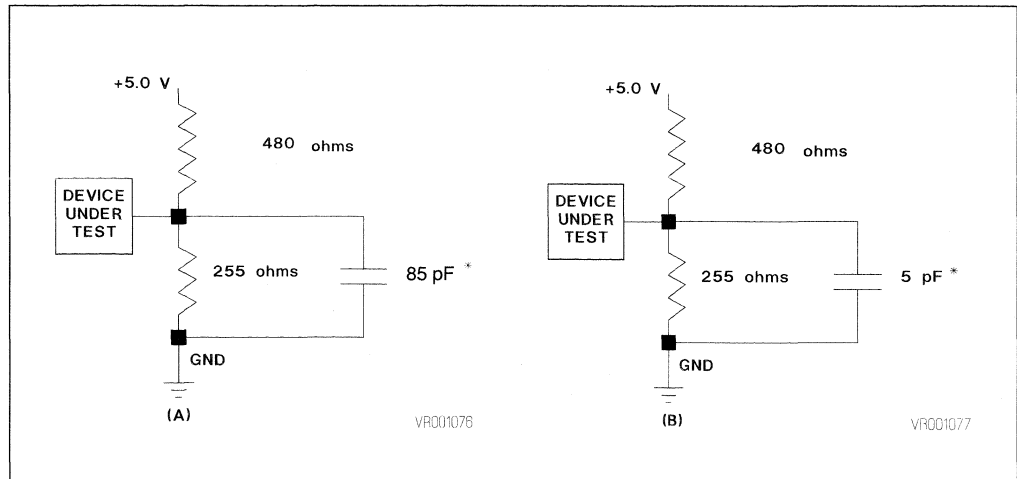 +5.0 V
480 ohms
DEVICE
UNDER
TEST
255 ohms
85 pF *
GND
(A)
VR001076
+5.0 V
480 ohms
DEVICE
UNDER
TEST
255 ohms
5 pF *
GND
(B)
VR001077